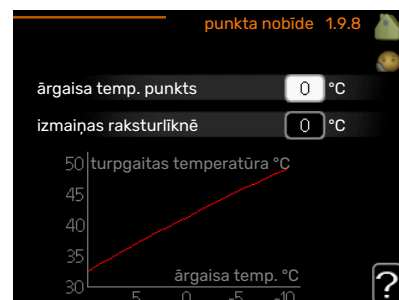 punkta nobīde 1.9.8
ārgaisa temp. punkts 0 °C
izmaiņas raksturlīknē 0 °C
50 turpgaitas temperatūra °C
45
40
35
ārgaisa temp. °C
30
5 0 -5 -10
?